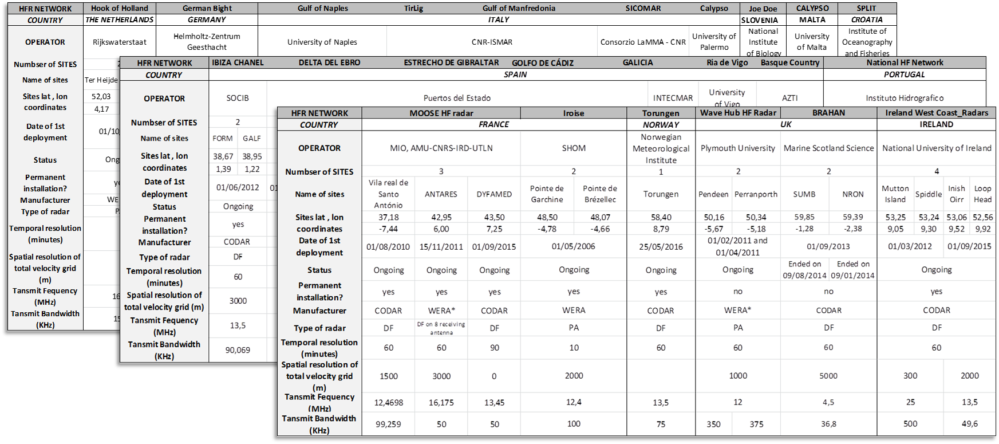 HFR NETWORK Hook of Holland German Bight Gulf of Naples TirLig Gulf of Manfredonia SICOMAR Calypso Joe Doe CALYPSO SPLIT
COUNTRY THE NETHERLANDS GERMANY ITALY SLOVENIA MALTA CROATIA
OPERATOR Rijkswaterstaat Helmholtz-Zentrum Geesthacht University of Naples CNR-ISMAR Consorzio LaMMA - CNR University of Palermo National Institute of Biology University of Malta Institute of Oceanography and Fisheries
Numbser of SITES
Name of sites Ter Heijde
Sites lat , lon coordinates 52,03
4,17
Date of 1st deployment 01/10
Status Ong
Permanent installation? ye
Manufacturer WE
Type of radar
Temporal resolution (minutes)
Spatial resolution of total velocity grid (m)
Tansmit Fequency (MHz) 16
Tansmit Bandwidth (KHz) 15
HFR NETWORK IBIZA CHANEL DELTA DEL EBRO ESTRECHO DE GIBRALTAR GOLFO DE CÁDIZ GALICIA Ria de Vigo Basque Country National HF Network
COUNTRY SPAIN PORTUGAL
OPERATOR SOCIB Puertos del Estado INTECMAR University of Vigo AZTI Instituto Hidrografico
Numbser of SITES 2
Name of sites FORM GALF
Sites lat , lon coordinates 38,67 38,95
1,39 1,22
Date of 1st deployment 01/06/2012 01
Status Ongoing
Permanent installation? yes
Manufacturer CODAR
Type of radar DF
Temporal resolution (minutes) 60
Spatial resolution of total velocity grid (m) 3000
Tansmit Fequency (MHz) 13,5
Tansmit Bandwidth (KHz) 90,069
HFR NETWORK MOOSE HF radar Iroise Torungen Wave Hub HF Radar BRAHAN Ireland West Coast_Radars
COUNTRY FRANCE NORWAY UK IRELAND
OPERATOR MIO, AMU-CNRS-IRD-UTLN SHOM Norwegian Meteorological Institute Plymouth University Marine Scotland Science National University of Ireland
Numbser of SITES 3 2 1 2 2 4
Name of sites Vila real de Santo António ANTARES DYFAMED Pointe de Garchine Pointe de Brézellec Torungen Pendeen Perranporth SUMB NRON Mutton Island Spiddle Inish Oirr Loop Head
Sites lat , lon coordinates 37,18 42,95 43,50 48,50 48,07 58,40 50,16 50,34 59,85 59,39 53,25 53,24 53,06 52,56
-7,44 6,00 7,25 -4,78 -4,66 8,79 -5,67 -5,18 -1,28 -2,38 9,05 9,30 9,52 9,92
Date of 1st deployment 01/08/2010 15/11/2011 01/09/2015 01/05/2006 25/05/2016 01/02/2011 and 01/04/2011 01/09/2013 01/03/2012 01/09/2015
Status Ongoing Ongoing Ongoing Ongoing Ongoing Ongoing Ended on 09/08/2014 Ended on 09/01/2014 Ongoing
Permanent installation? yes yes yes yes yes no no yes
Manufacturer CODAR WERA* CODAR WERA CODAR WERA* CODAR CODAR
Type of radar DF DF on 8 receiving antenna DF PA DF PA DF DF
Temporal resolution (minutes) 60 60 90 10 60 60 60 60
Spatial resolution of total velocity grid (m) 1500 3000 0 2000 1000 5000 300 2000
Tansmit Fequency (MHz) 12,4698 16,175 13,45 12,4 13,5 12 4,5 25 13,5
Tansmit Bandwidth (KHz) 99,259 50 50 100 75 350 375 36,8 500 49,6